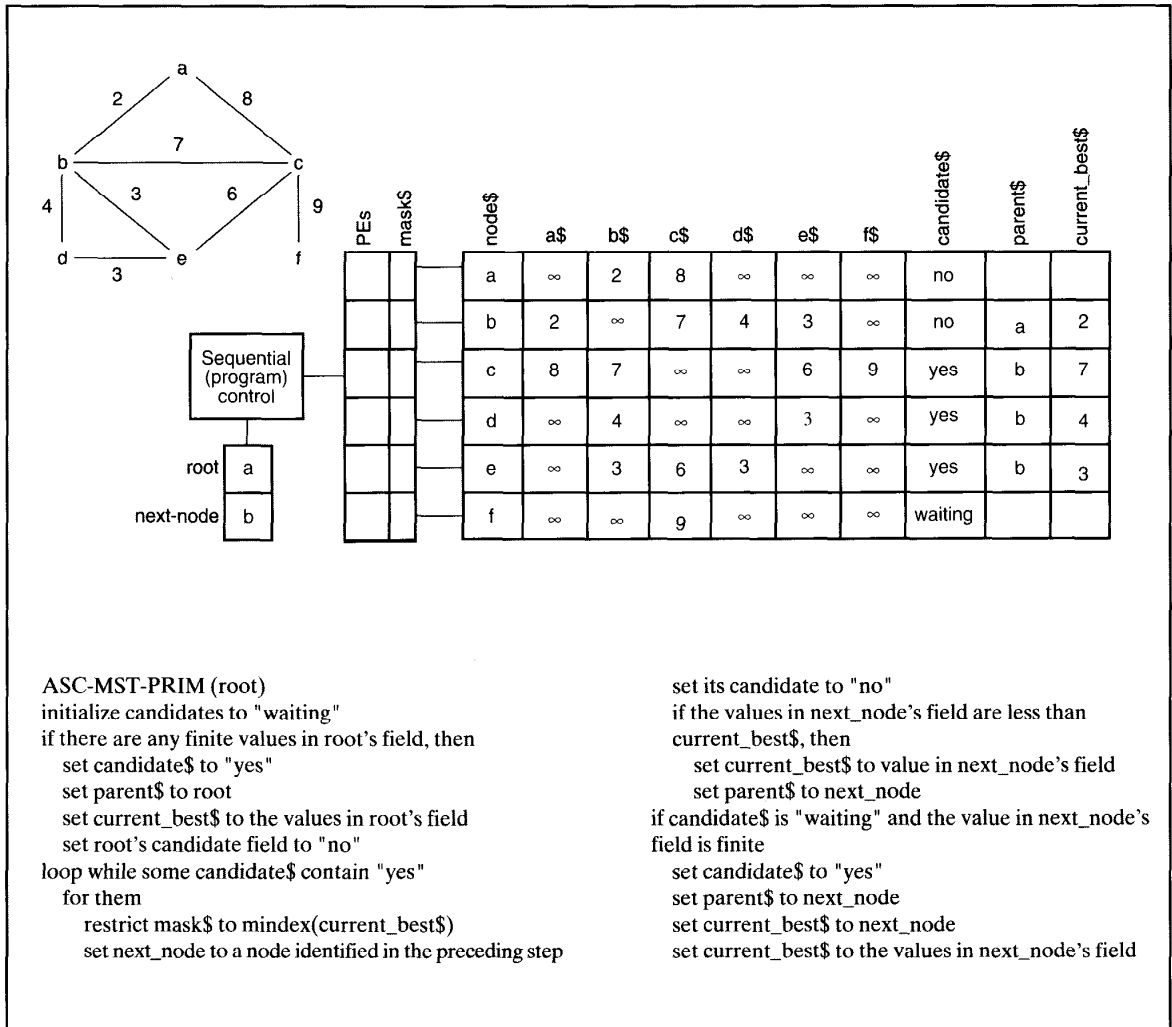 a
2
8
7
b
c
4
3
6
9
d
3
e
f
PEs
mask$
node$
a$
b$
c$
d$
e$
f$
candidate$
parent$
current_best$
a ∞ 2 8 ∞ ∞ ∞ no
b 2 ∞ 7 4 3 ∞ no a 2
c 8 7 ∞ ∞ 6 9 yes b 7
d ∞ 4 ∞ ∞ 3 ∞ yes b 4
e ∞ 3 6 3 ∞ ∞ yes b 3
f ∞ ∞ 9 ∞ ∞ ∞ waiting
Sequential
(program)
control
root a
next-node b
ASC-MST-PRIM (root)
initialize candidates to "waiting"
if there are any finite values in root's field, then
set candidate$ to "yes"
set parent$ to root
set current_best$ to the values in root's field
set root's candidate field to "no"
loop while some candidate$ contain "yes"
for them
restrict mask$ to mindex(current_best$)
set next_node to a node identified in the preceding step
set its candidate to "no"
if the values in next_node's field are less than
current_best$, then
set current_best$ to value in next_node's field
set parent$ to next_node
if candidate$ is "waiting" and the value in next_node's
field is finite
set candidate$ to "yes"
set parent$ to next_node
set current_best$ to next_node
set current_best$ to the values in next_node's field